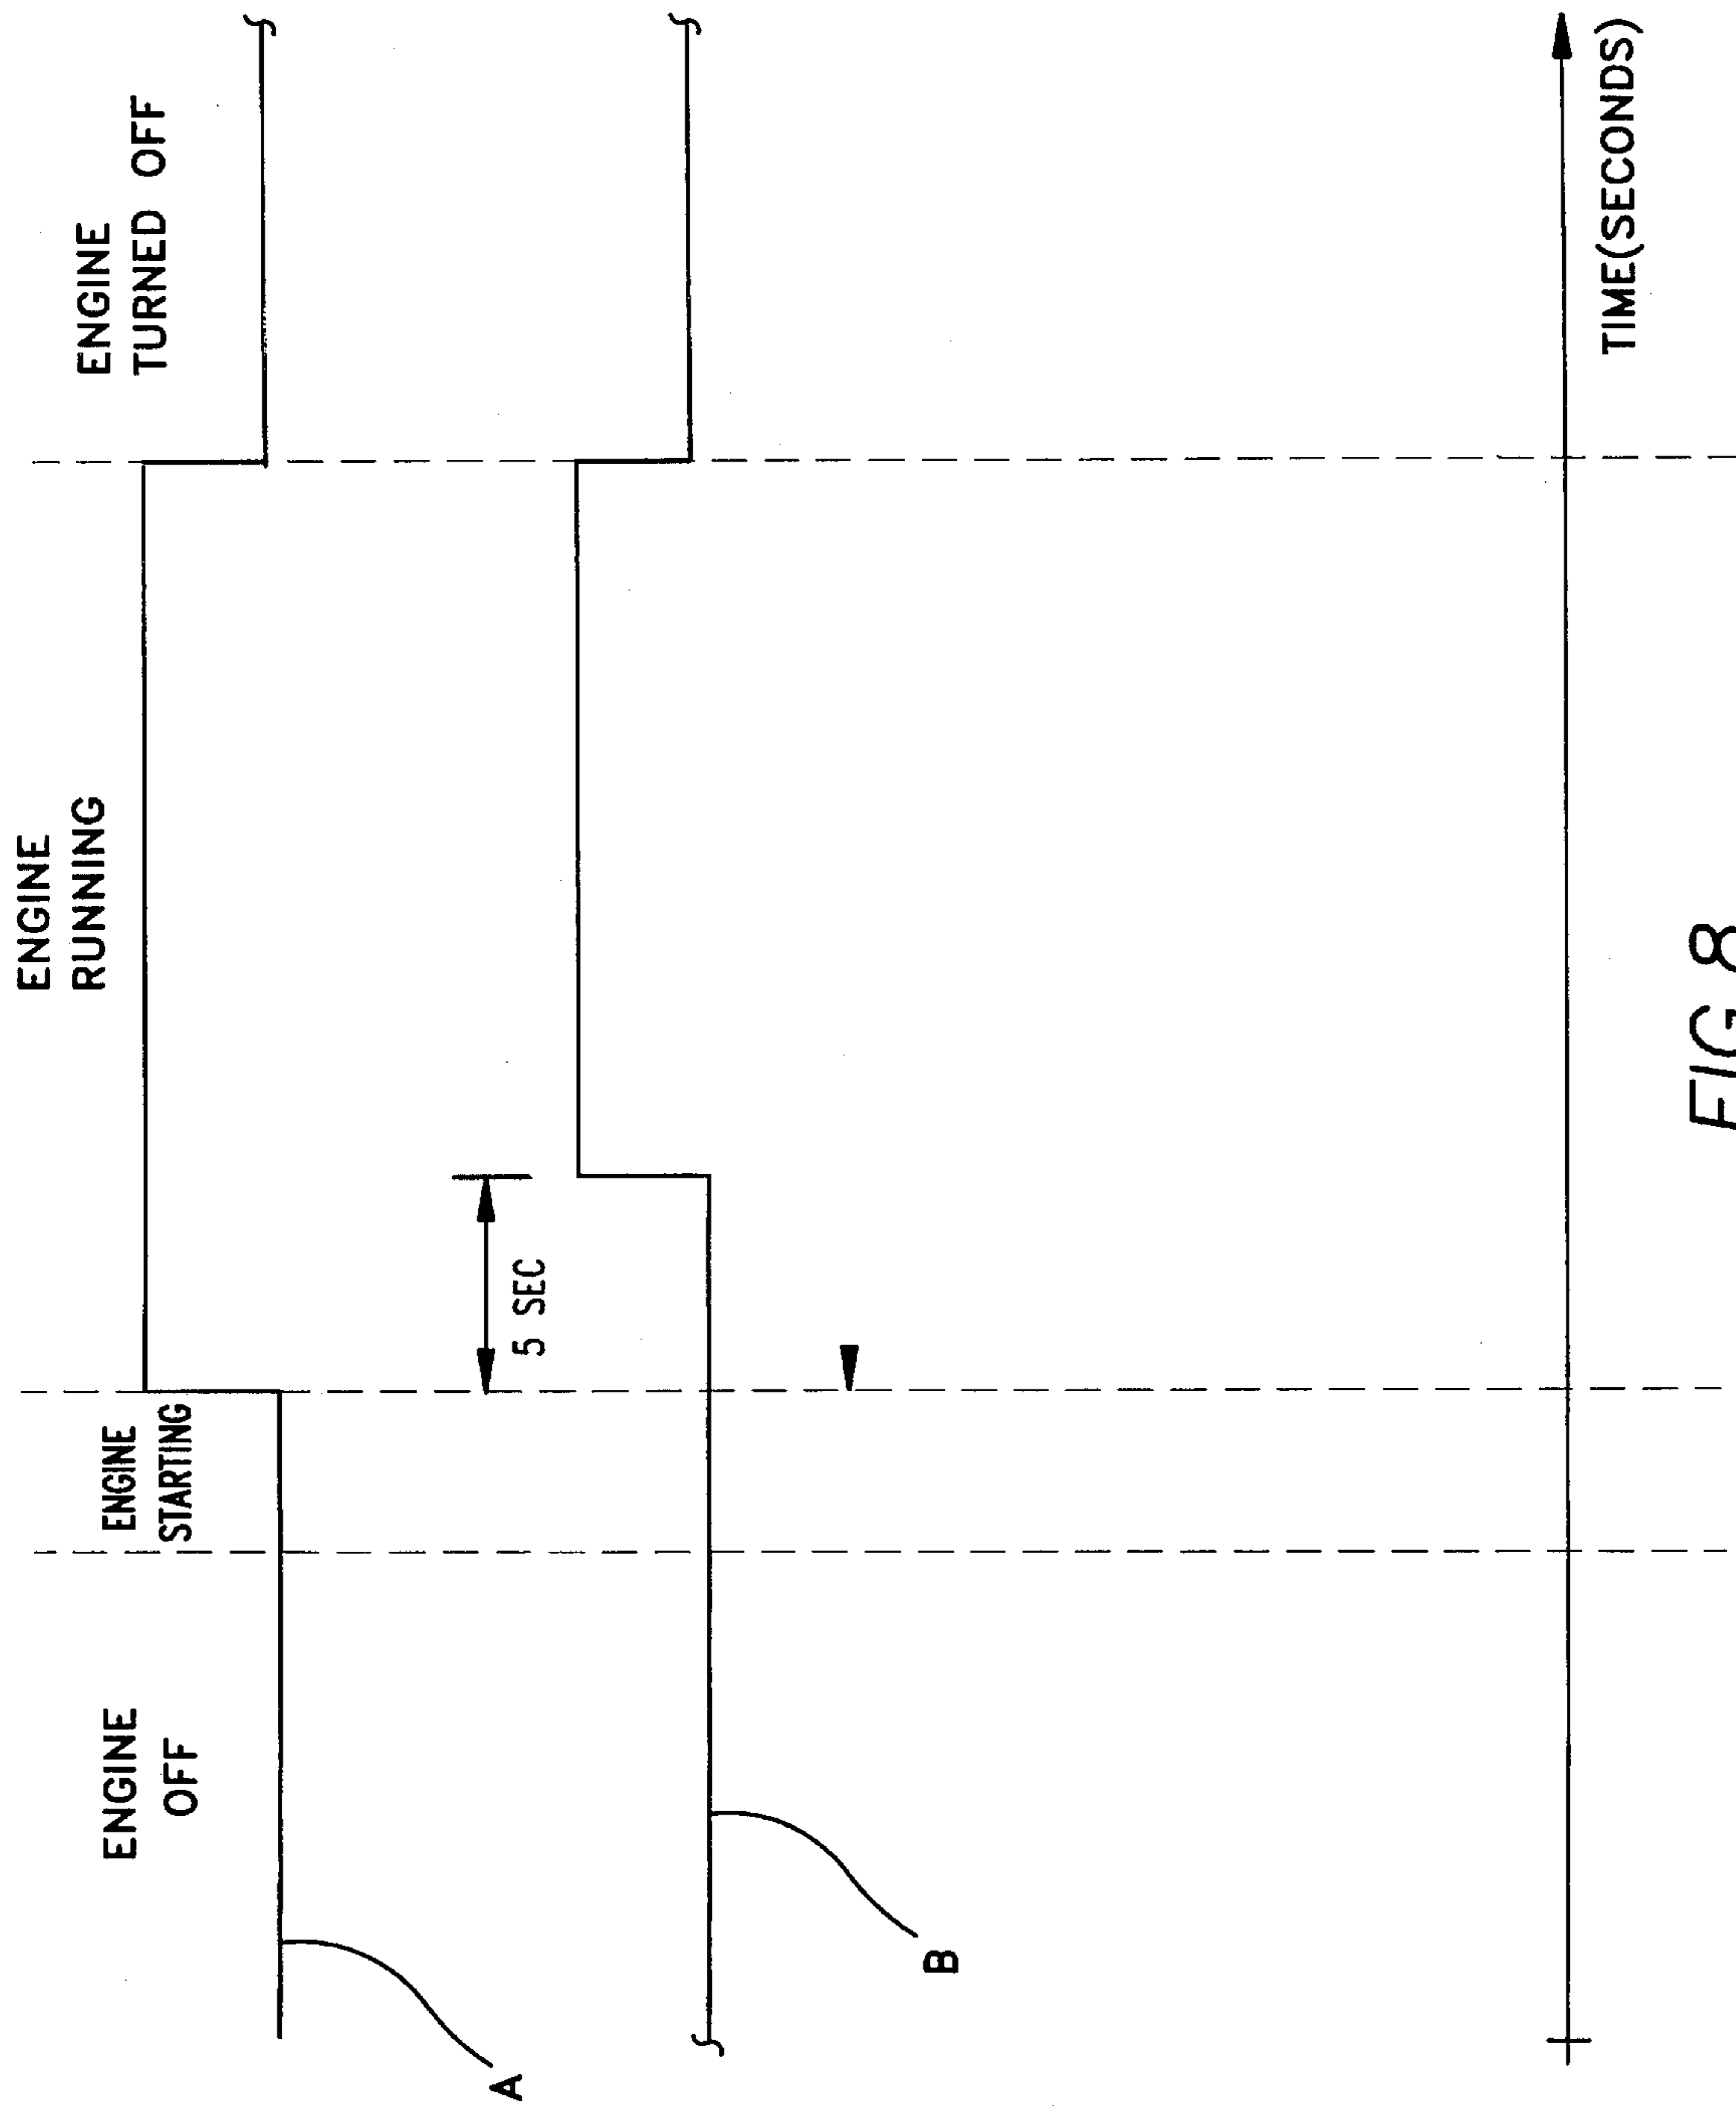 ENGINE
OFF
ENGINE
STARTING
ENGINE
RUNNING
ENGINE
TURNED OFF
5 SEC
A
B
TIME(SECONDS)
FIG.8